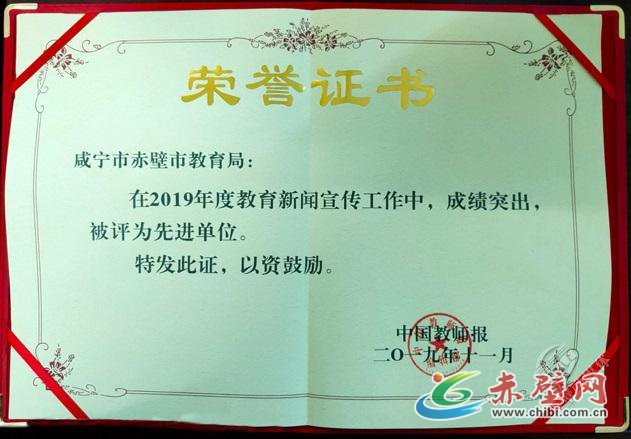 荣誉证书
咸宁市赤壁市教育局：
在2019年度教育新闻宣传工作中，成绩突出，
被评为先进单位。
特发此证，以资鼓励。
中国教师报
二〇一九年十一月
赤壁网
www.chibi.com.cn